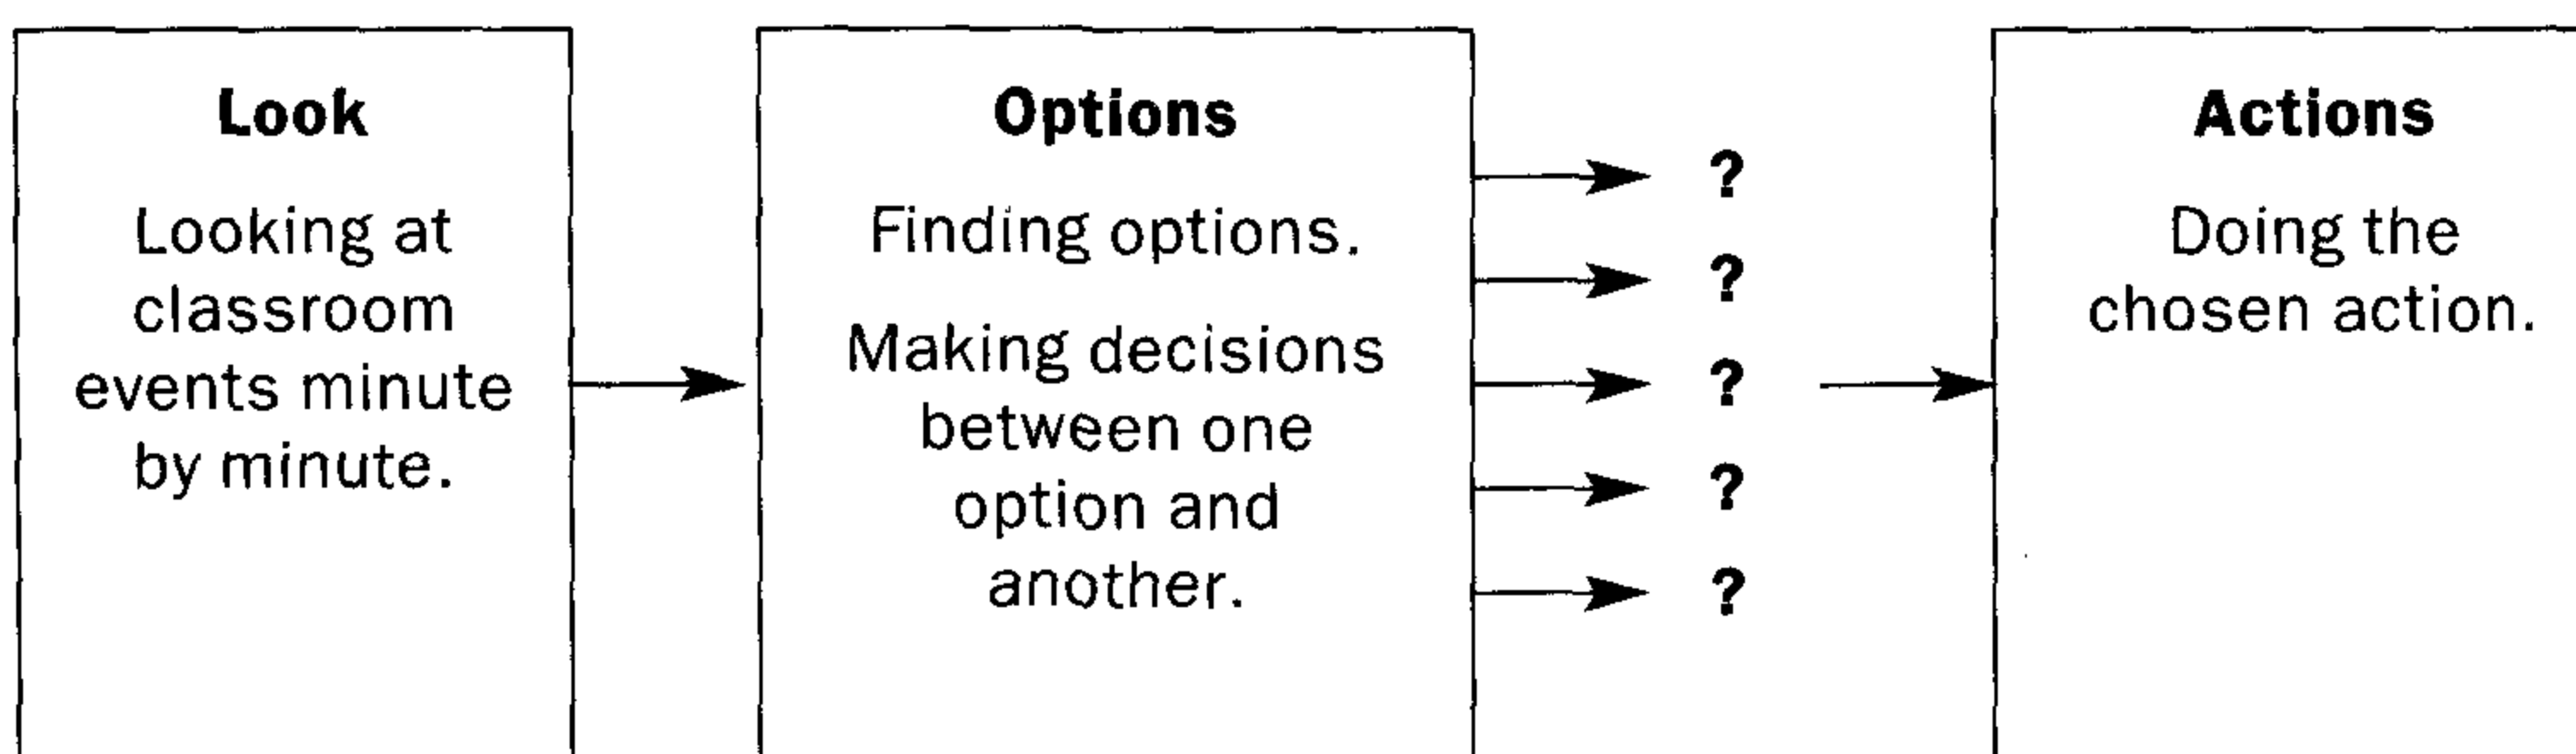 Look
Looking at
classroom
events minute
by minute.
Options
Finding options.
Making decisions
between one
option and
another.
?
?
?
?
?
Actions
Doing the
chosen action.